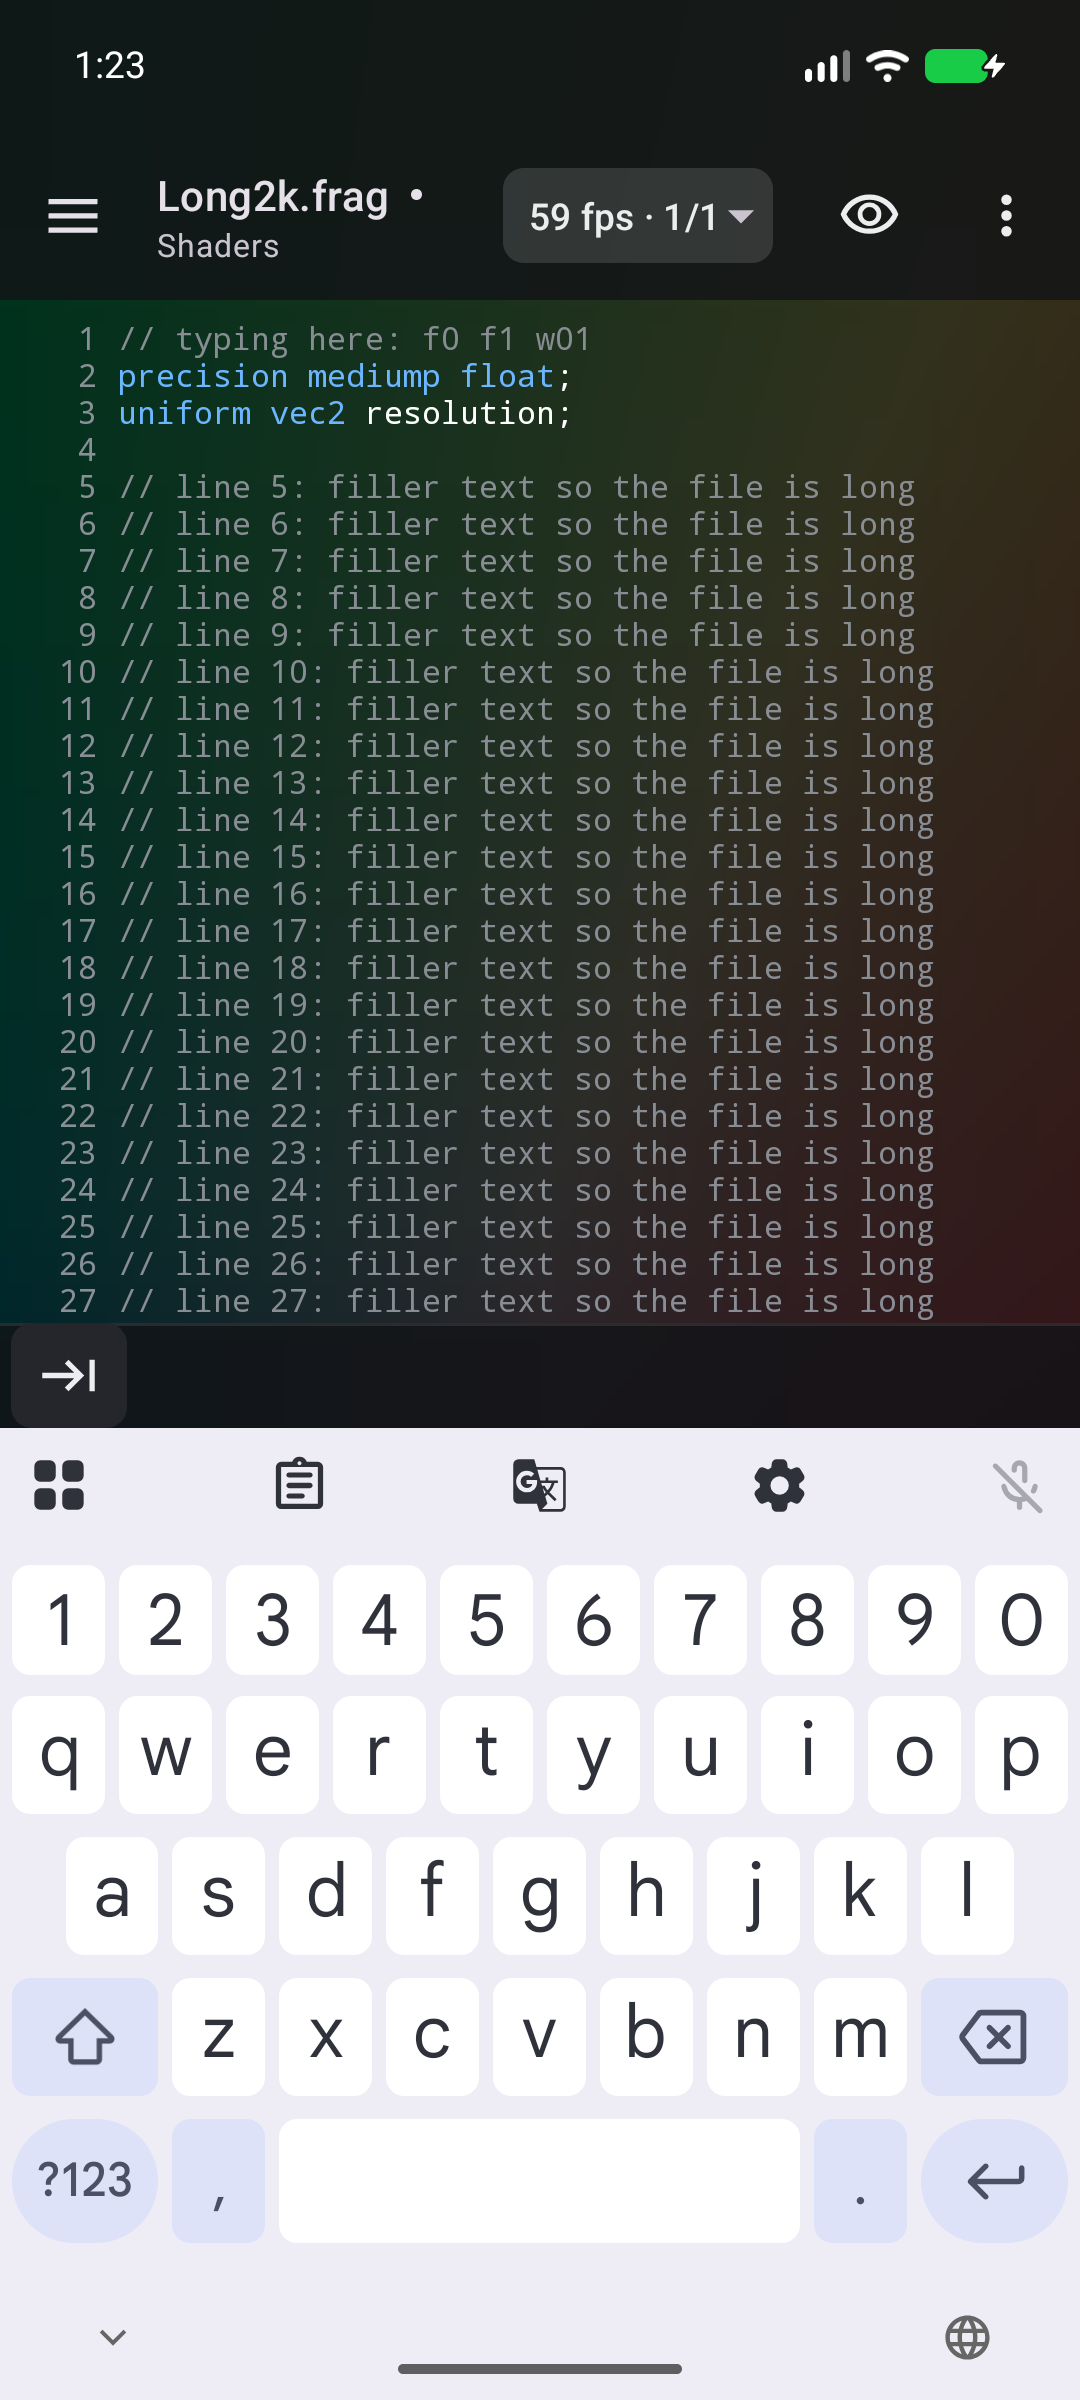 1:23
Long2k.frag •
Shaders
59 fps · 1/1
1 // typing here: f0 f1 w01
2 precision mediump float;
3 uniform vec2 resolution;
4
5 // line 5: filler text so the file is long
6 // line 6: filler text so the file is long
7 // line 7: filler text so the file is long
8 // line 8: filler text so the file is long
9 // line 9: filler text so the file is long
10 // line 10: filler text so the file is long
11 // line 11: filler text so the file is long
12 // line 12: filler text so the file is long
13 // line 13: filler text so the file is long
14 // line 14: filler text so the file is long
15 // line 15: filler text so the file is long
16 // line 16: filler text so the file is long
17 // line 17: filler text so the file is long
18 // line 18: filler text so the file is long
19 // line 19: filler text so the file is long
20 // line 20: filler text so the file is long
21 // line 21: filler text so the file is long
22 // line 22: filler text so the file is long
23 // line 23: filler text so the file is long
24 // line 24: filler text so the file is long
25 // line 25: filler text so the file is long
26 // line 26: filler text so the file is long
27 // line 27: filler text so the file is long
G 文
1 2 3 4 5 6 7 8 9 0
q w e r t y u i o p
a s d f g h j k l
z x c v b n m
?123 , .